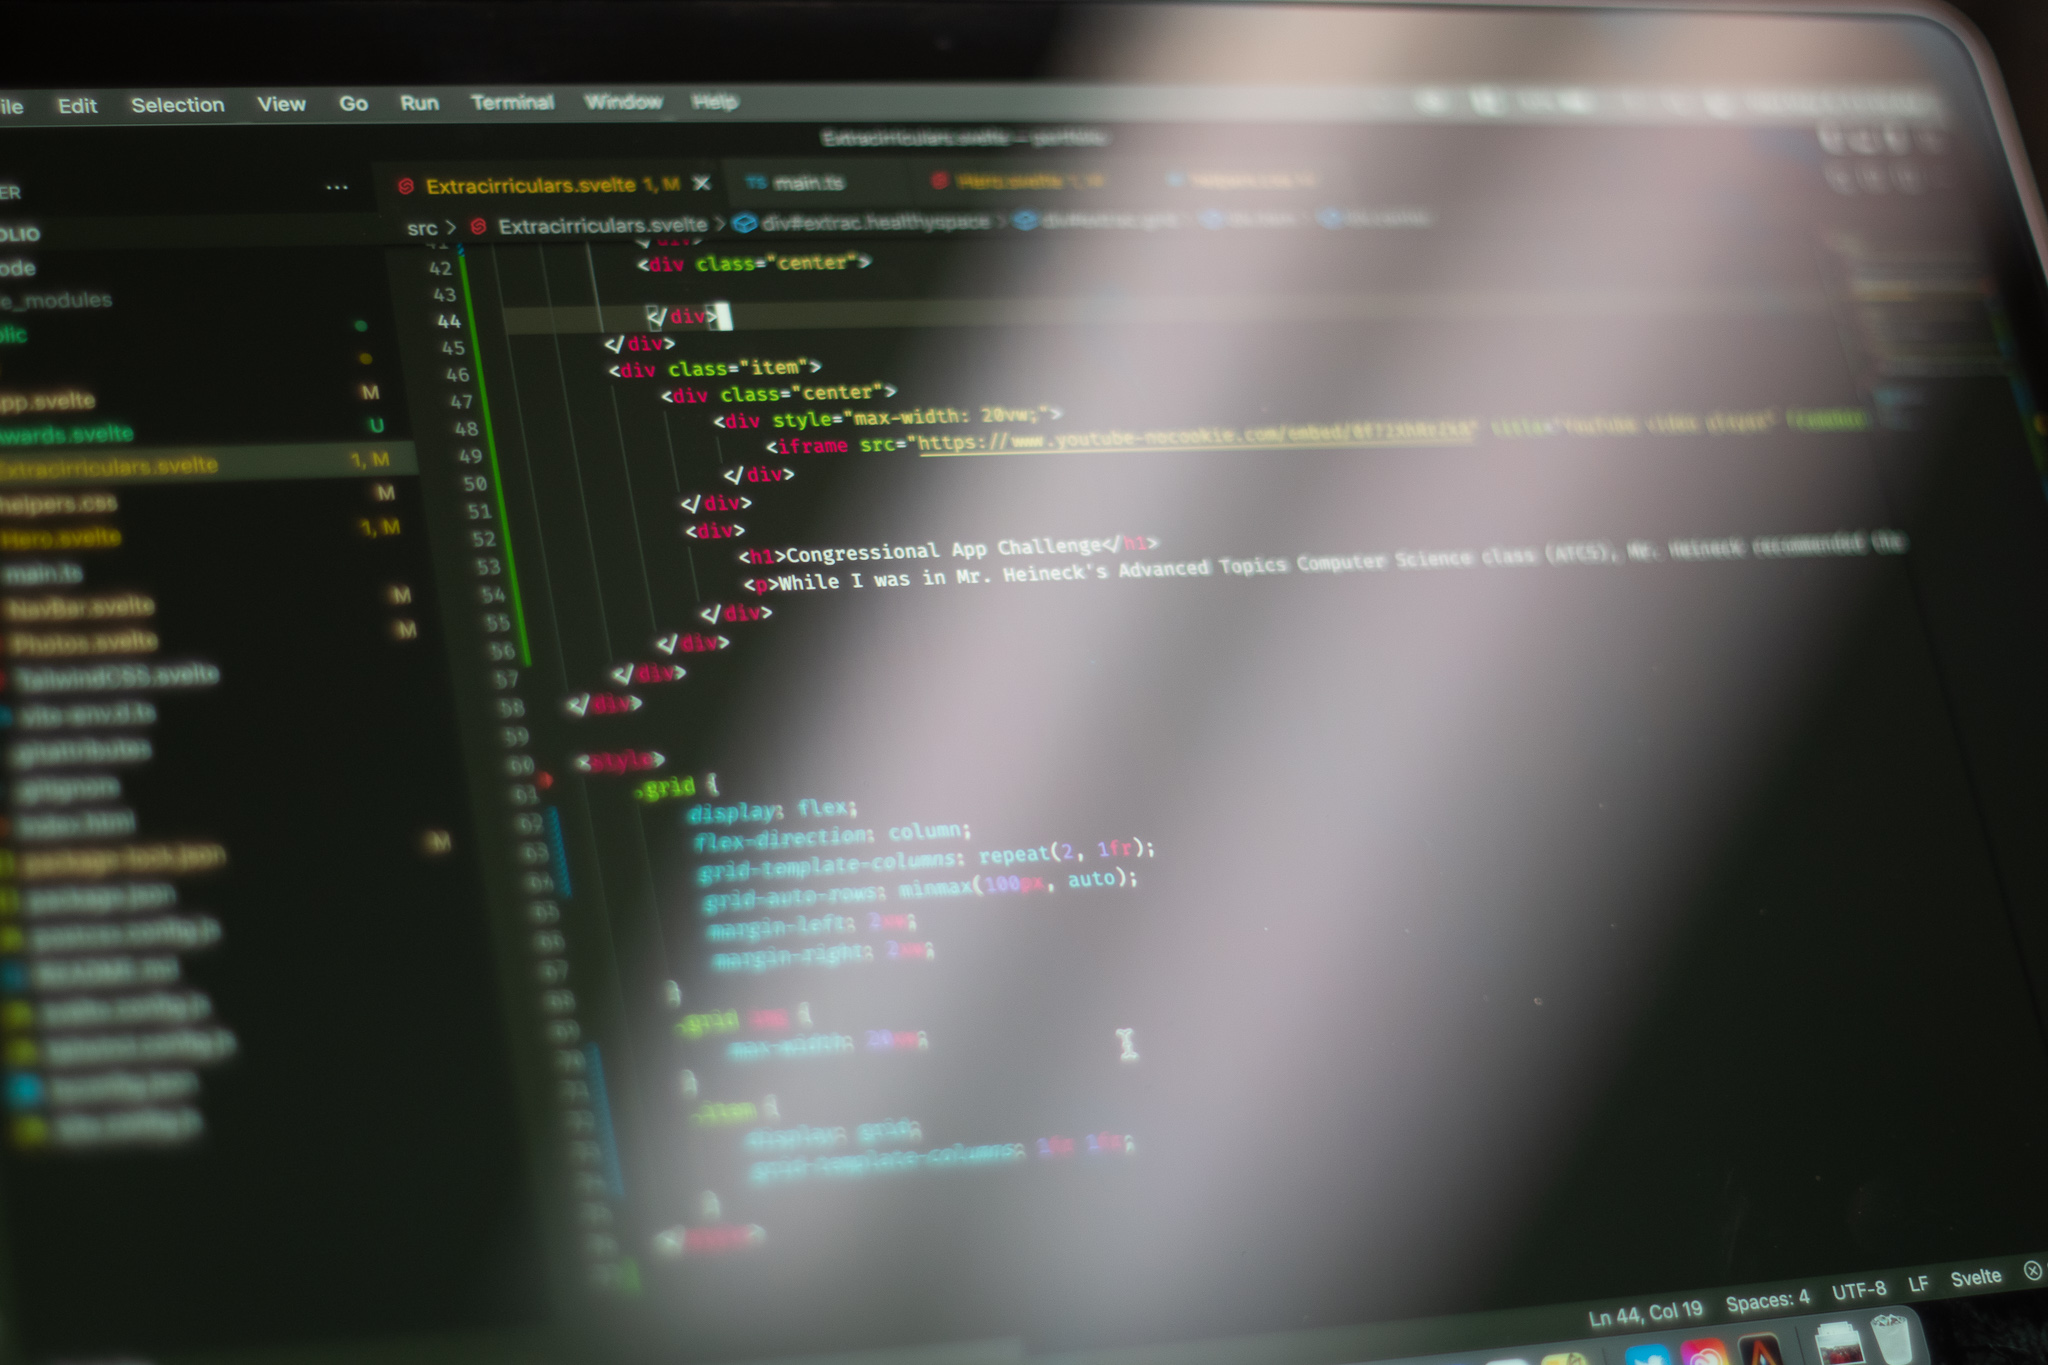 ile Edit Selection View Go Run Terminal Window Help
Extracirriculars.svelte — portfolio
ER ...
Extracirriculars.svelte 1, M × TS main.ts Hero.svelte 1, M
src > Extracirriculars.svelte > div#extrac.healthyspace > div#extrac.grid
OLIO
ode
e_modules
blic
pp.svelte M
wards.svelte U
Extracirriculars.svelte 1, M
helpers.css M
Hero.svelte 1, M
main.ts
NavBar.svelte M
Photos.svelte M
TailwindCSS.svelte
vite-env.d.ts
.gitattributes
.gitignore
index.html
package-lock.json M
package.json
postcss.config.js
README.md
svelte.config.js
tailwind.config.js
tsconfig.json
vite.config.js
41 </div>
42 <div class="center">
43
44 </div>
45 </div>
46 <div class="item">
47 <div class="center">
48 <div style="max-width: 20vw;">
49 <iframe src="https://www.youtube-nocookie.com/embed/ title="YouTube video player"
50 </div>
51 </div>
52 <div>
53 <h1>Congressional App Challenge</h1>
54 <p>While I was in Mr. Heineck's Advanced Topics Computer Science class (ATCS), Mr. Heineck recommended
55 </div>
56 </div>
57 </div>
58 </div>
59
60 <style>
61 .grid {
62 display: flex;
63 flex-direction: column;
64 grid-template-columns: repeat(2, 1fr);
65 grid-auto-rows: minmax(100px, auto);
66 margin-left: 2vw;
67 margin-right: 2vw;
68 }
69 .grid img {
70 max-width: 20vw;
71 }
72 .item {
73 display: grid;
74 grid-template-columns: 1fr 1fr;
75 }
76 </style>
77
Ln 44, Col 19 Spaces: 4 UTF-8 LF Svelte